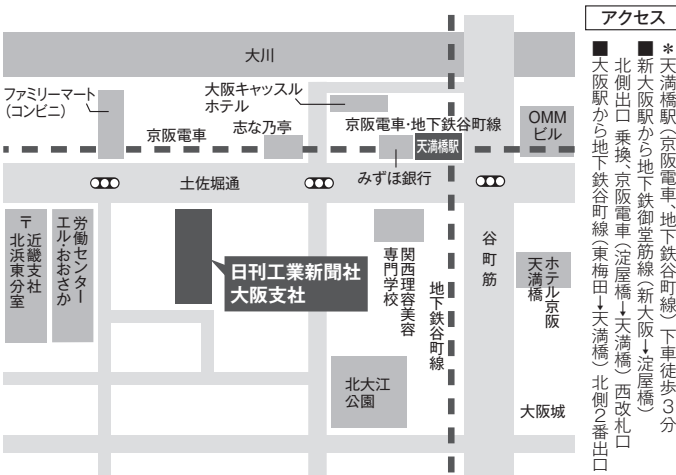 アクセス
*天満橋駅(京阪電車、地下鉄谷町線)下車徒歩3分
■新大阪駅から地下鉄御堂筋線(新大阪→淀屋橋)
北側出口 乗換、京阪電車(淀屋橋→天満橋)西改札口
■大阪駅から地下鉄谷町線(東梅田→天満橋)北側2番出口
大川
ファミリーマート
(コンビニ)
大阪キャッスル
ホテル
京阪電車
志な乃亭
京阪電車・地下鉄谷町線
天満橋駅
OMM
ビル
みずほ銀行
土佐堀通
〒近畿支社
北浜東分室
労働センター
エル・おおさか
日刊工業新聞社
大阪支社
関西理容美容
専門学校
地下鉄谷町線
谷町筋
ホテル京阪
天満橋
北大江
公園
大阪城